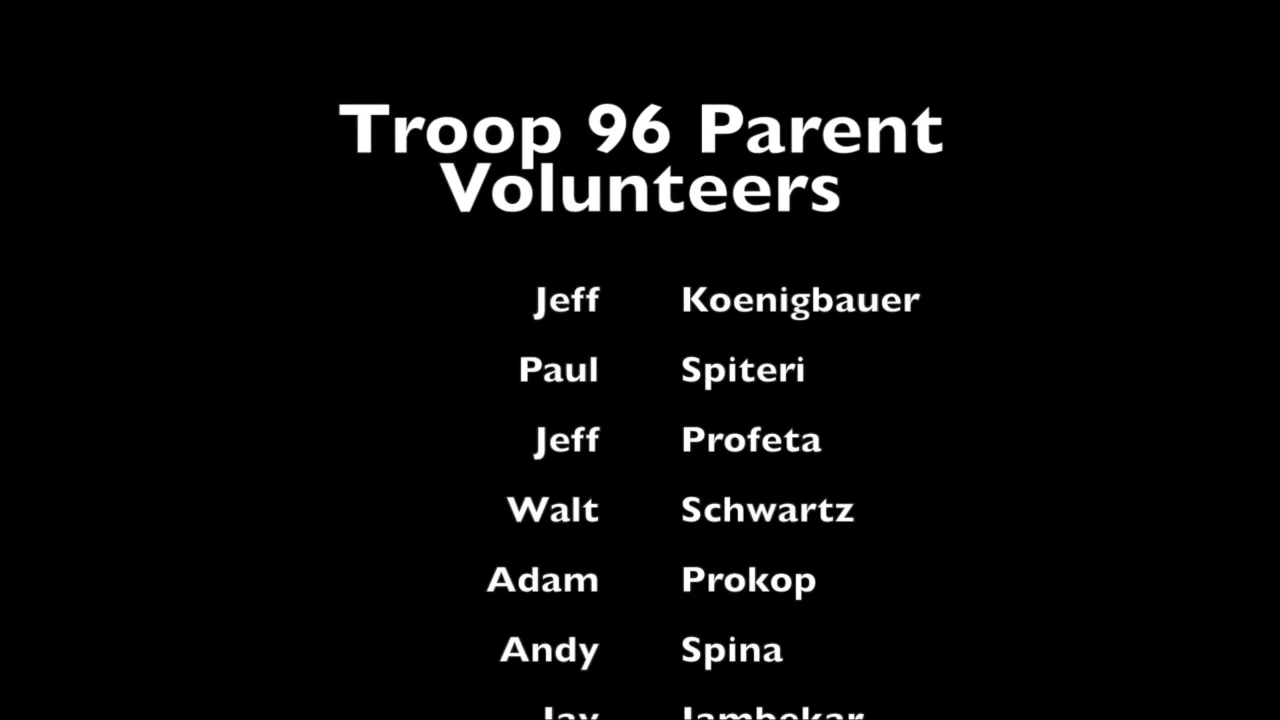 Troop 96 Parent
Volunteers
Jeff Koenigbauer
Paul Spiteri
Jeff Profeta
Walt Schwartz
Adam Prokop
Andy Spina